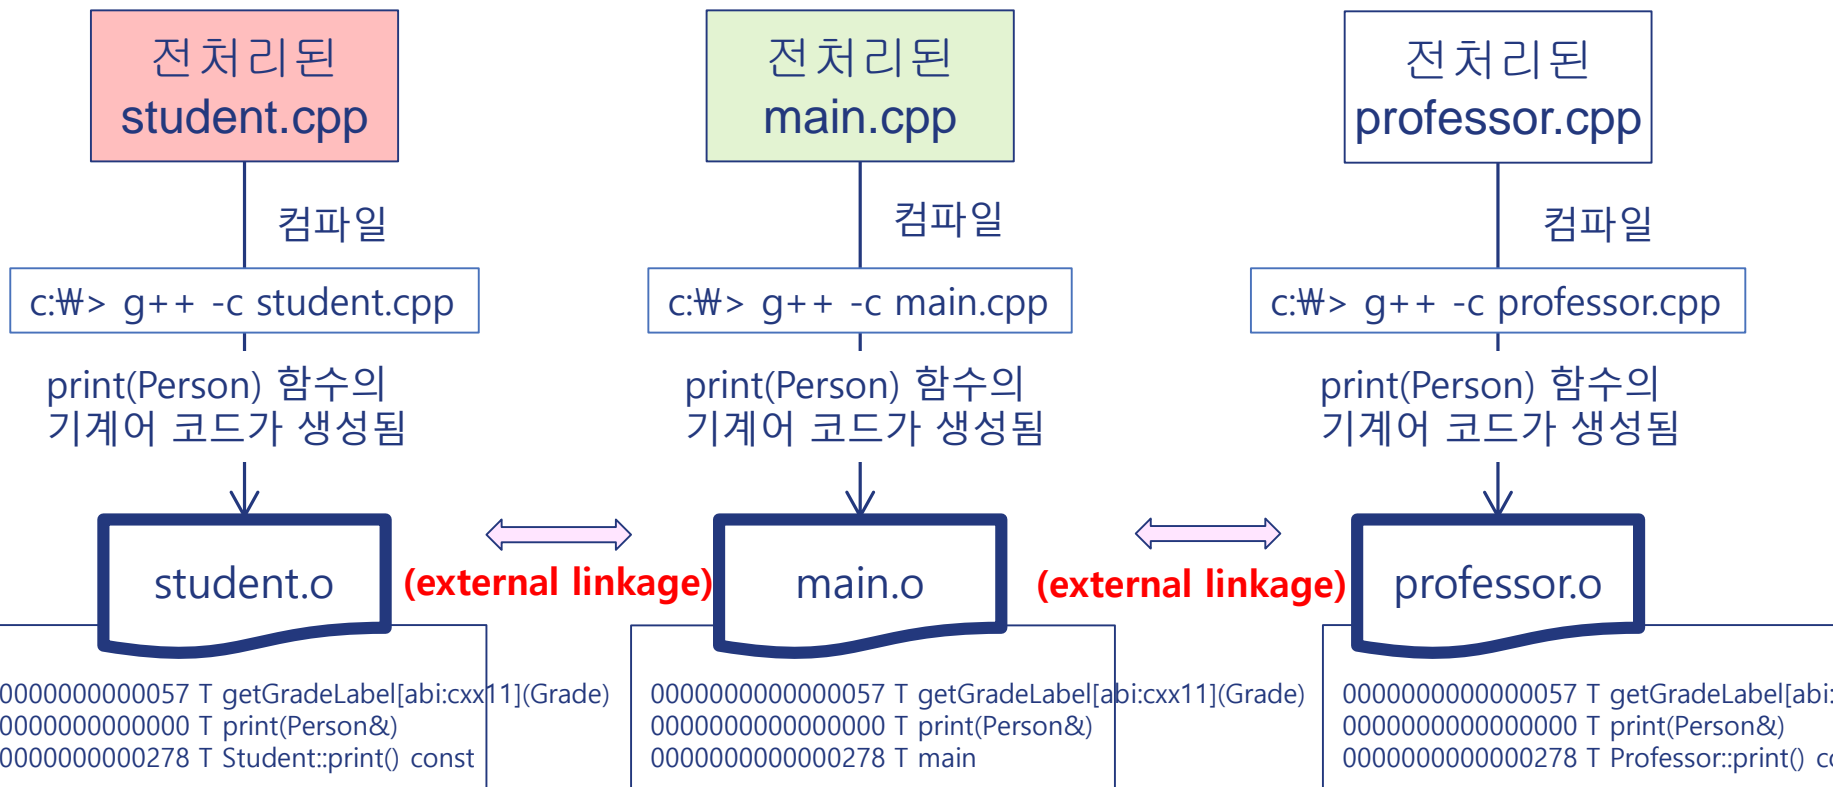 전처리된
student.cpp
컴파일
c:₩> g++ -c student.cpp
print(Person) 함수의
기계어 코드가 생성됨
student.o
0000000000057 T getGradeLabel[abi:cxx11](Grade)
0000000000000 T print(Person&)
0000000000278 T Student::print() const
(external linkage)
전처리된
main.cpp
컴파일
c:₩> g++ -c main.cpp
print(Person) 함수의
기계어 코드가 생성됨
main.o
0000000000000057 T getGradeLabel[abi:cxx11](Grade)
0000000000000000 T print(Person&)
0000000000000278 T main
(external linkage)
전처리된
professor.cpp
컴파일
c:₩> g++ -c professor.cpp
print(Person) 함수의
기계어 코드가 생성됨
professor.o
0000000000000057 T getGradeLabel[abi:
0000000000000000 T print(Person&)
0000000000000278 T Professor::print()